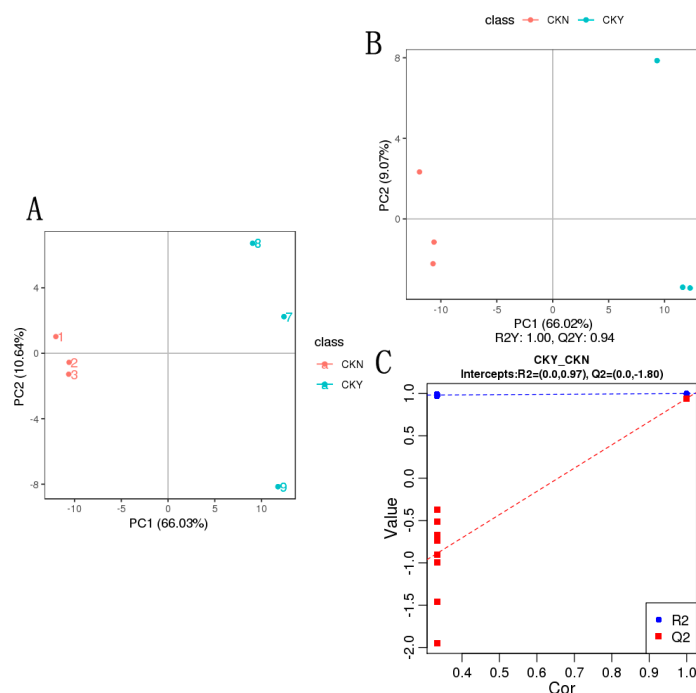 A
4
0
-4
-8
PC2 (10.64%)
1
2
3
8
7
9
-10
-5
0
5
10
PC1 (66.03%)
class
a CKN
a CKY
B
class CKN CKY
8
4
0
PC2 (9.07%)
-10
-5
0
5
10
PC1 (66.02%)
R2Y: 1.00, Q2Y: 0.94
C
CKY_CKN
Intercepts:R2=(0.0,0.97), Q2=(0.0,-1.80)
1.0
0.5
0.0
-0.5
-1.0
-1.5
-2.0
Value
0.4
0.5
0.6
0.7
0.8
0.9
1.0
Cor
R2
Q2